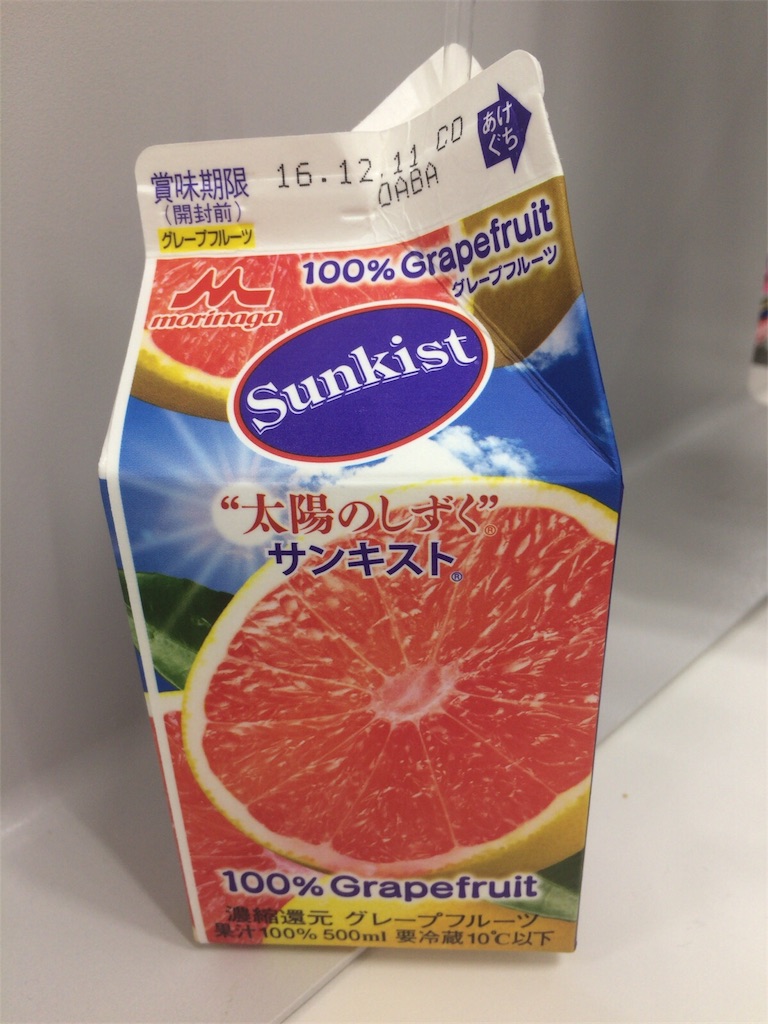 賞味期限
(開封前)
グレープフルーツ
16.12.11 CO
OABA
あけ
ぐち
100% Grapefruit
グレープフルーツ
morinaga
Sunkist
“太陽のしずく”®
サンキスト®
100% Grapefruit
濃縮還元 グレープフルーツ
果汁100% 500ml 要冷蔵10℃以下